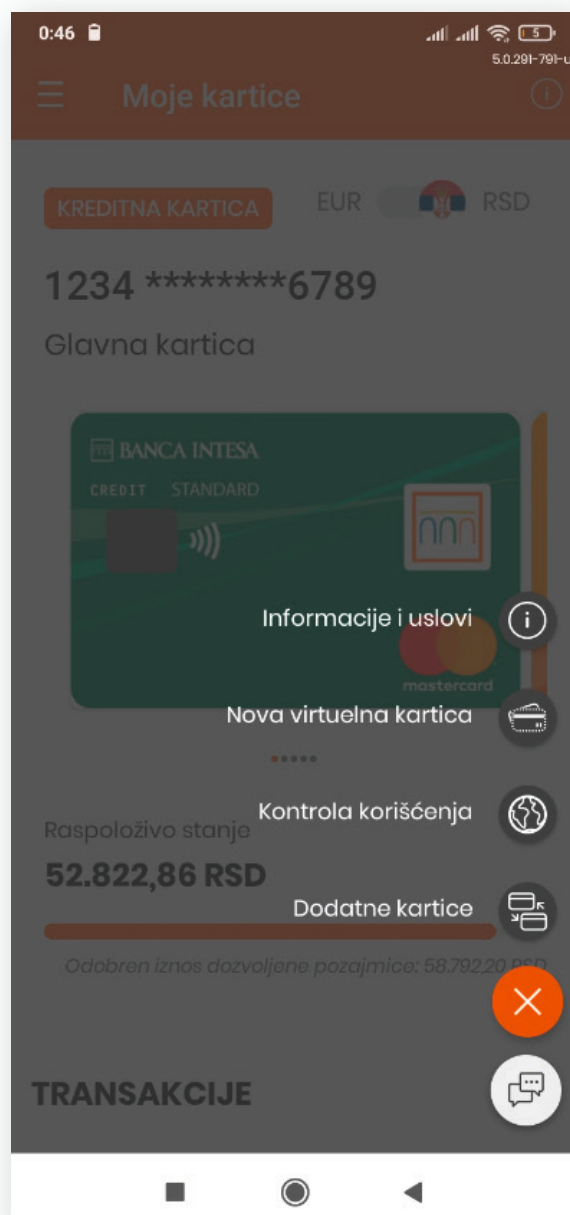 0:46
5
5.0.291-791-u
Moje kartice
KREDITNA KARTICA
EUR
RSD
1234 ********6789
Glavna kartica
BANCA INTESA
CREDIT STANDARD
mastercard
Informacije i uslovi
Nova virtuelna kartica
Kontrola korišćenja
Raspoloživo stanje
52.822,86 RSD
Dodatne kartice
Odobren iznos dozvoljene pozajmice: 58.792,20 RSD
TRANSAKCIJE